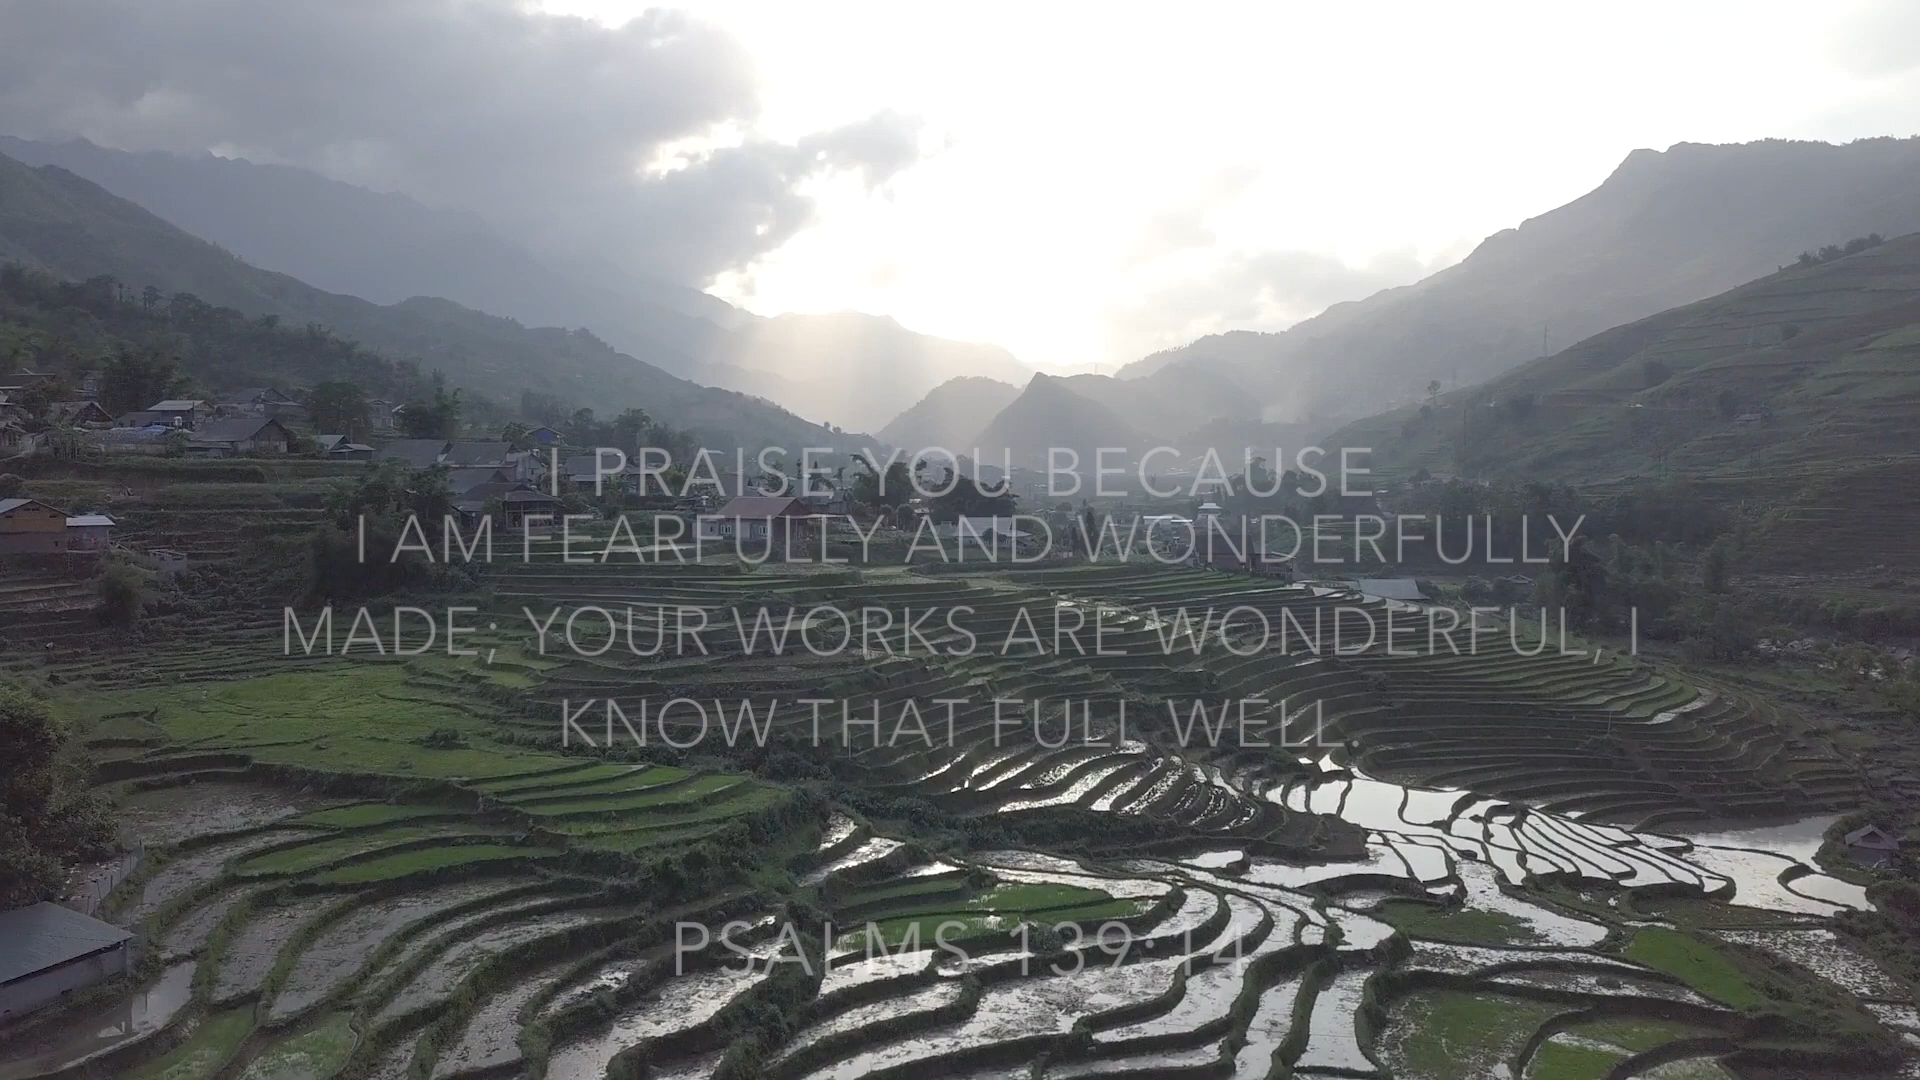 I PRAISE YOU BECAUSE
I AM FEARFULLY AND WONDERFULLY
MADE; YOUR WORKS ARE WONDERFUL, I
KNOW THAT FULL WELL.
PSALMS 139:14